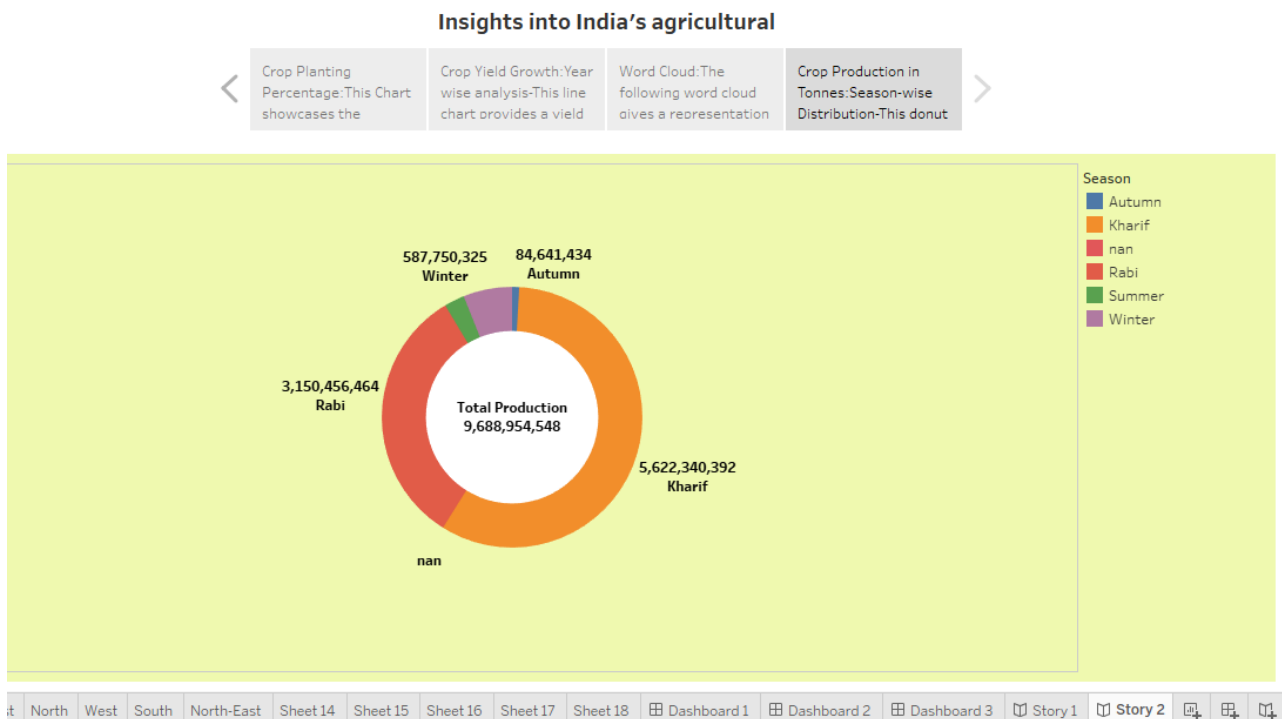 Insights into India's agricultural
Crop Planting
Percentage:This Chart
showcases the
Crop Yield Growth:Year
wise analysis-This line
chart provides a yield
Word Cloud:The
following word cloud
gives a representation
Crop Production in
Tonnes:Season-wise
Distribution-This donut
Season
Autumn
Kharif
nan
Rabi
Summer
Winter
587,750,325
Winter
84,641,434
Autumn
3,150,456,464
Rabi
Total Production
9,688,954,548
5,622,340,392
Kharif
nan
North West South North-East Sheet 14 Sheet 15 Sheet 16 Sheet 17 Sheet 18 Dashboard 1 Dashboard 2 Dashboard 3 Story 1 Story 2